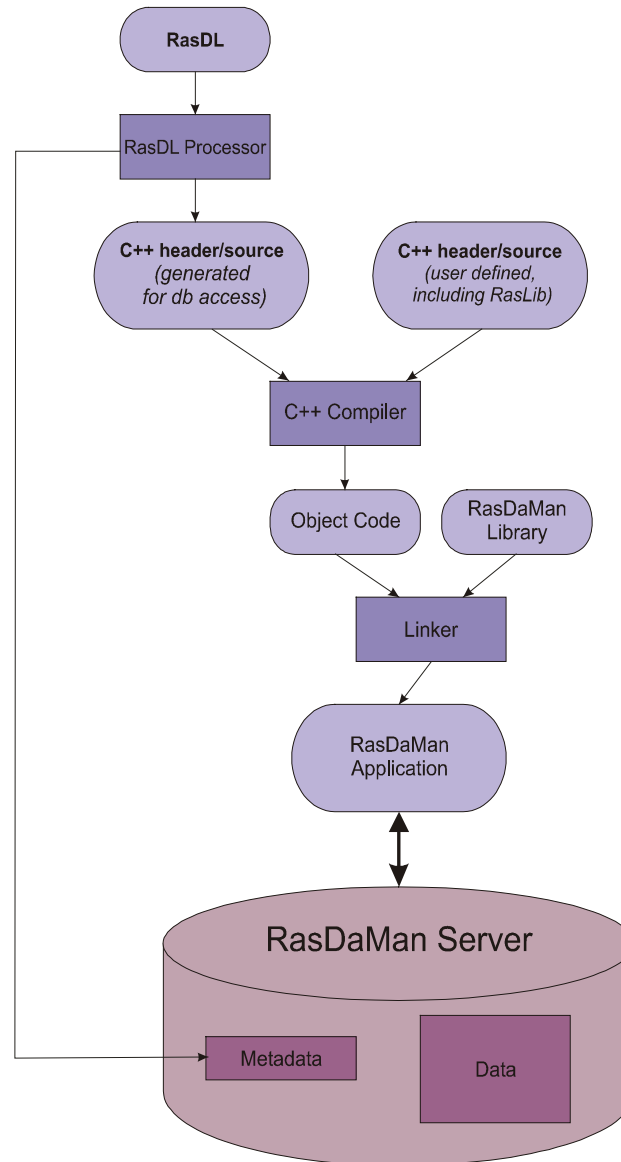 RasDL
RasDL Processor
C++ header/source
(generated
for db access)
C++ header/source
(user defined,
including RasLib)
C++ Compiler
Object Code
RasDaMan
Library
Linker
RasDaMan
Application
RasDaMan Server
Metadata
Data